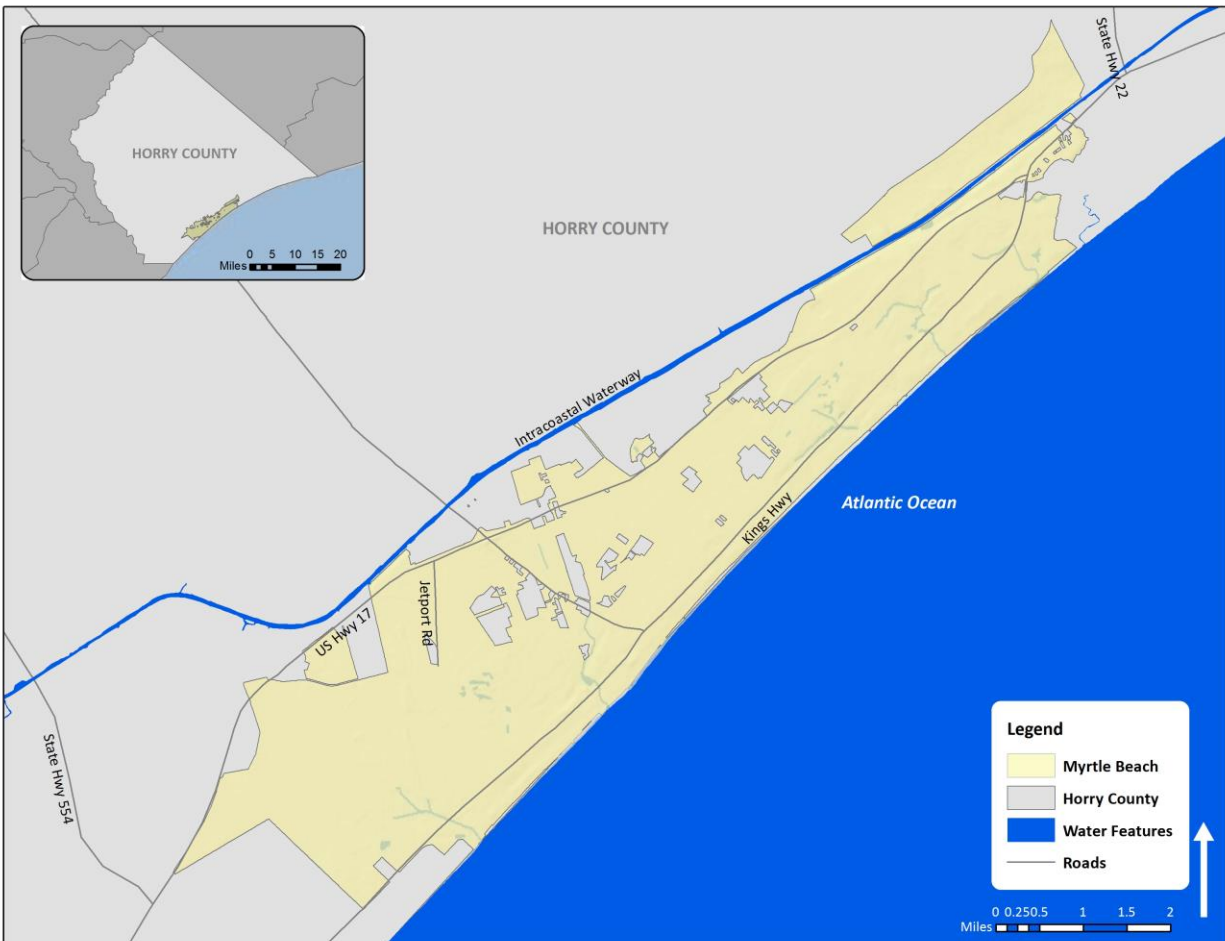 HORRY COUNTY
0 5 10 15 20
Miles
State Hwy 22
HORRY COUNTY
Intracoastal Waterway
Atlantic Ocean
Kings Hwy
Jetport Rd
US Hwy 17
State Hwy 554
Legend
Myrtle Beach
Horry County
Water Features
Roads
0 0.250.5 1 1.5 2
Miles